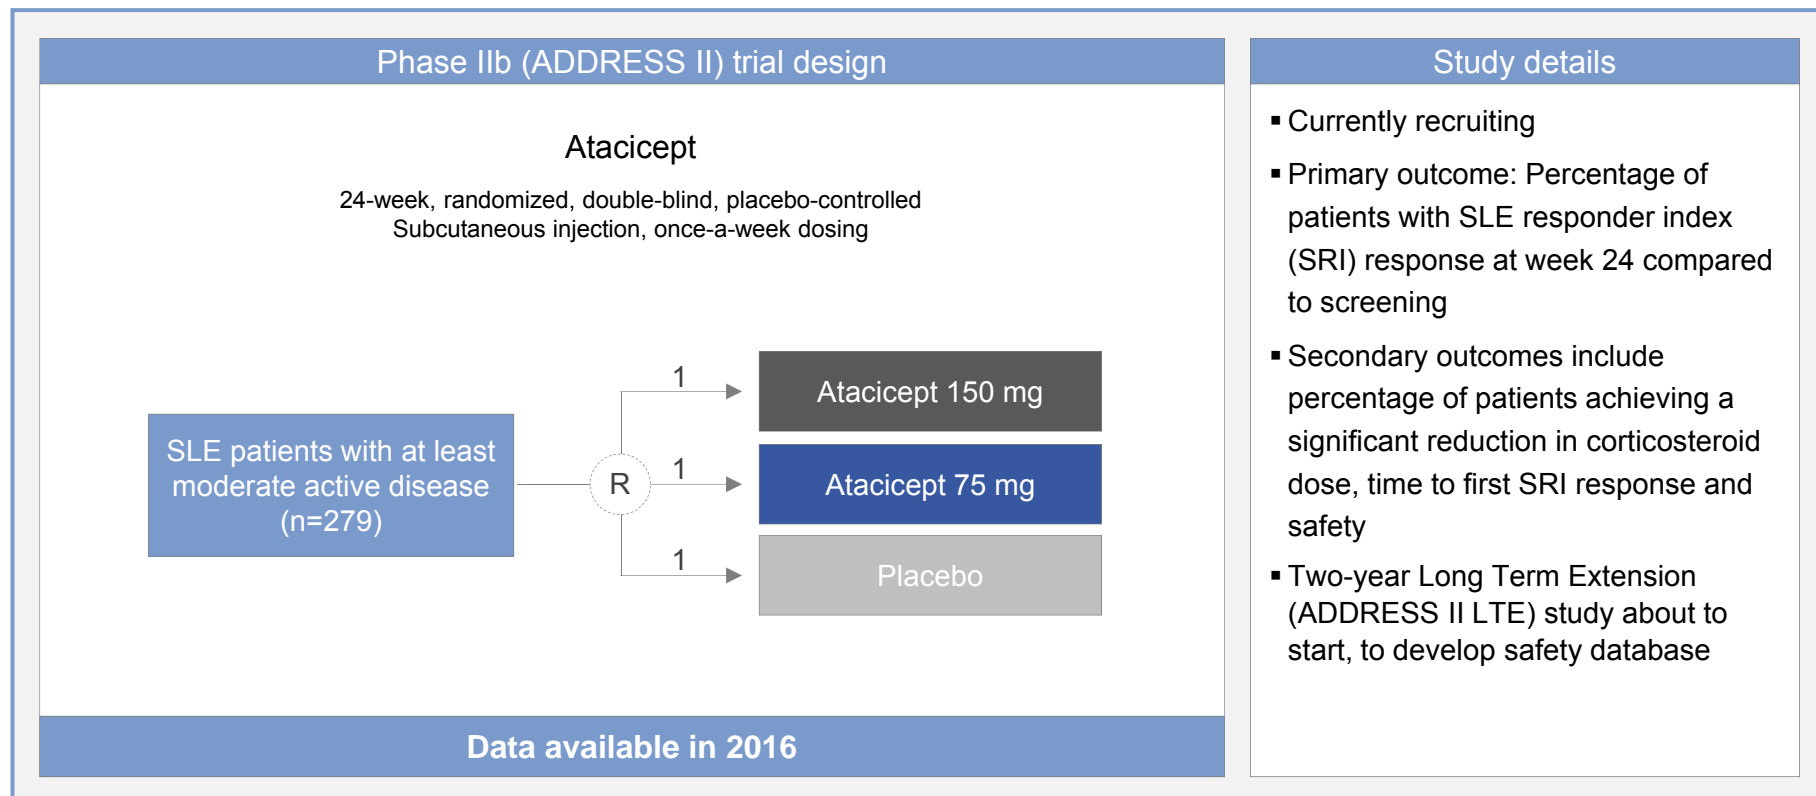 Phase IIb (ADDRESS II) trial design
Atacicept
24-week, randomized, double-blind, placebo-controlled
Subcutaneous injection, once-a-week dosing
SLE patients with at least
moderate active disease
(n=279)
R
1
Atacicept 150 mg
1
Atacicept 75 mg
1
Placebo
Data available in 2016
Study details
▪ Currently recruiting
▪ Primary outcome: Percentage of
patients with SLE responder index
(SRI) response at week 24 compared
to screening
▪ Secondary outcomes include
percentage of patients achieving a
significant reduction in corticosteroid
dose, time to first SRI response and
safety
▪ Two-year Long Term Extension
(ADDRESS II LTE) study about to
start, to develop safety database